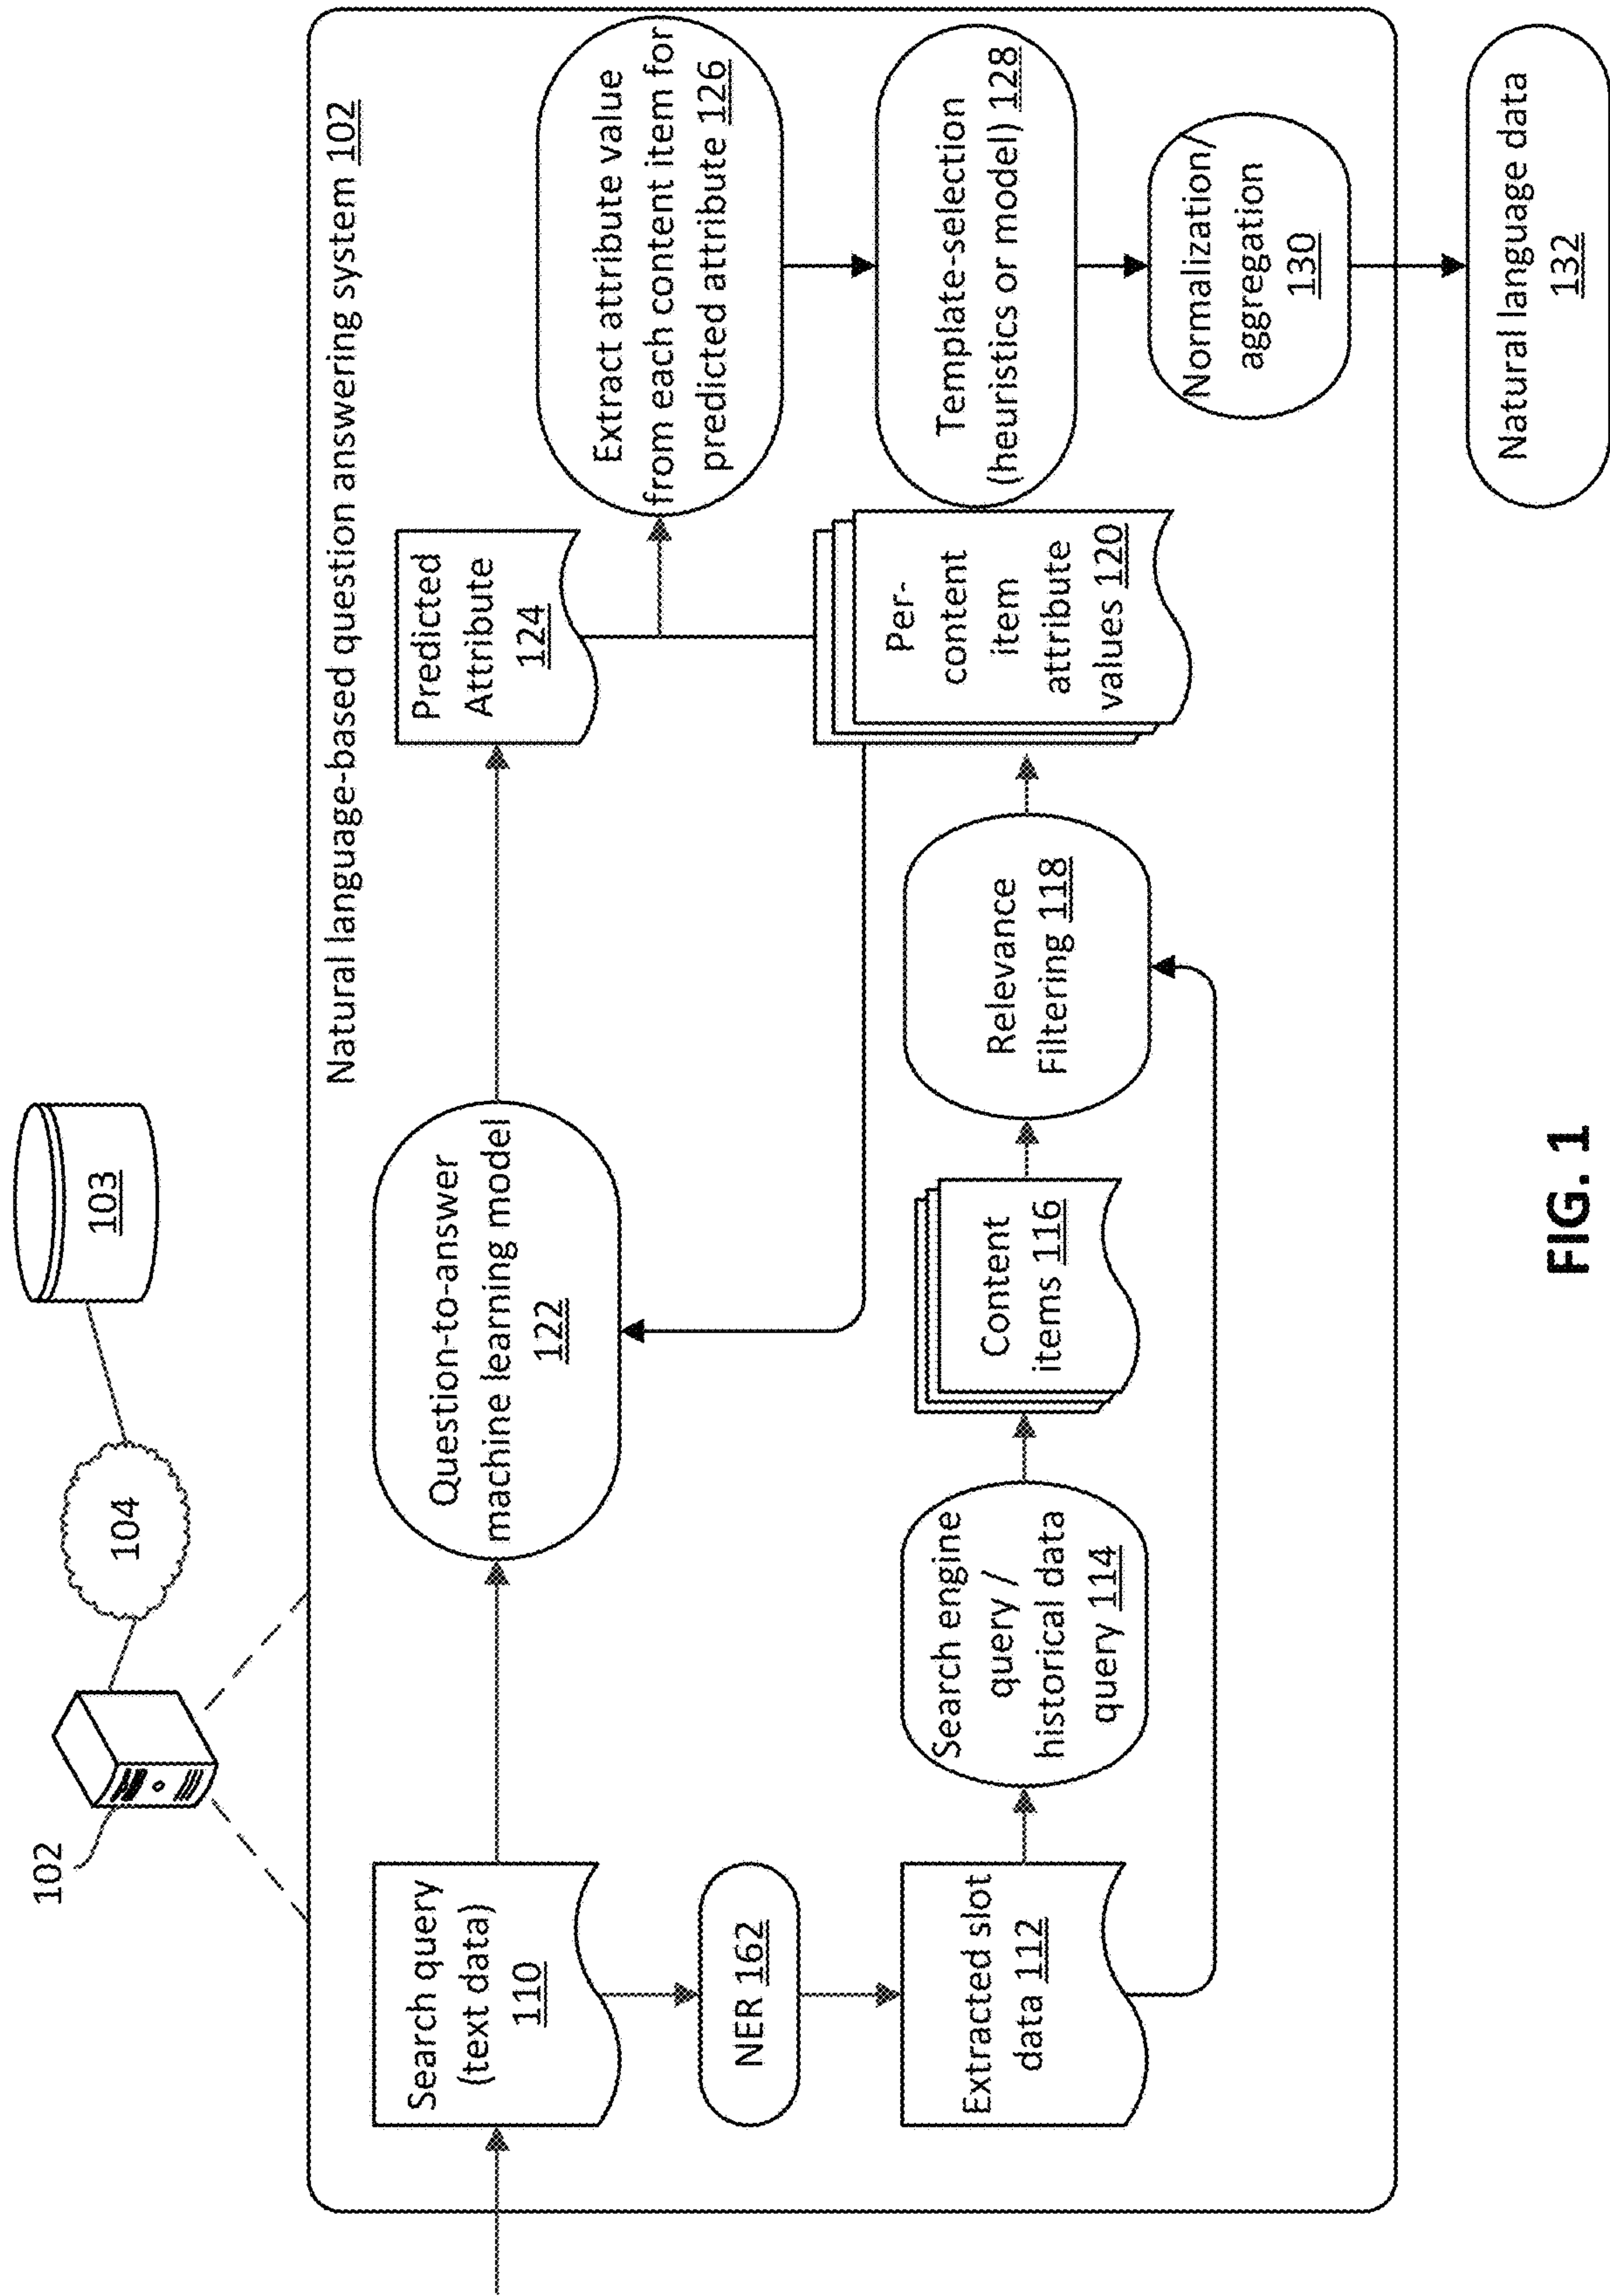 102
104
103
Natural language-based question answering system 102
Search query
(text data)
110
Question-to-answer
machine learning model
122
Predicted
Attribute
124
Extract attribute value
from each content item for
predicted attribute 126
NER 162
Extracted slot
data 112
Search engine
query /
historical data
query 114
Content
items 116
Relevance
Filtering 118
Per-
content
item
attribute
values 120
Template-selection
(heuristics or model) 128
Normalization/
aggregation
130
Natural language data
132
FIG. 1